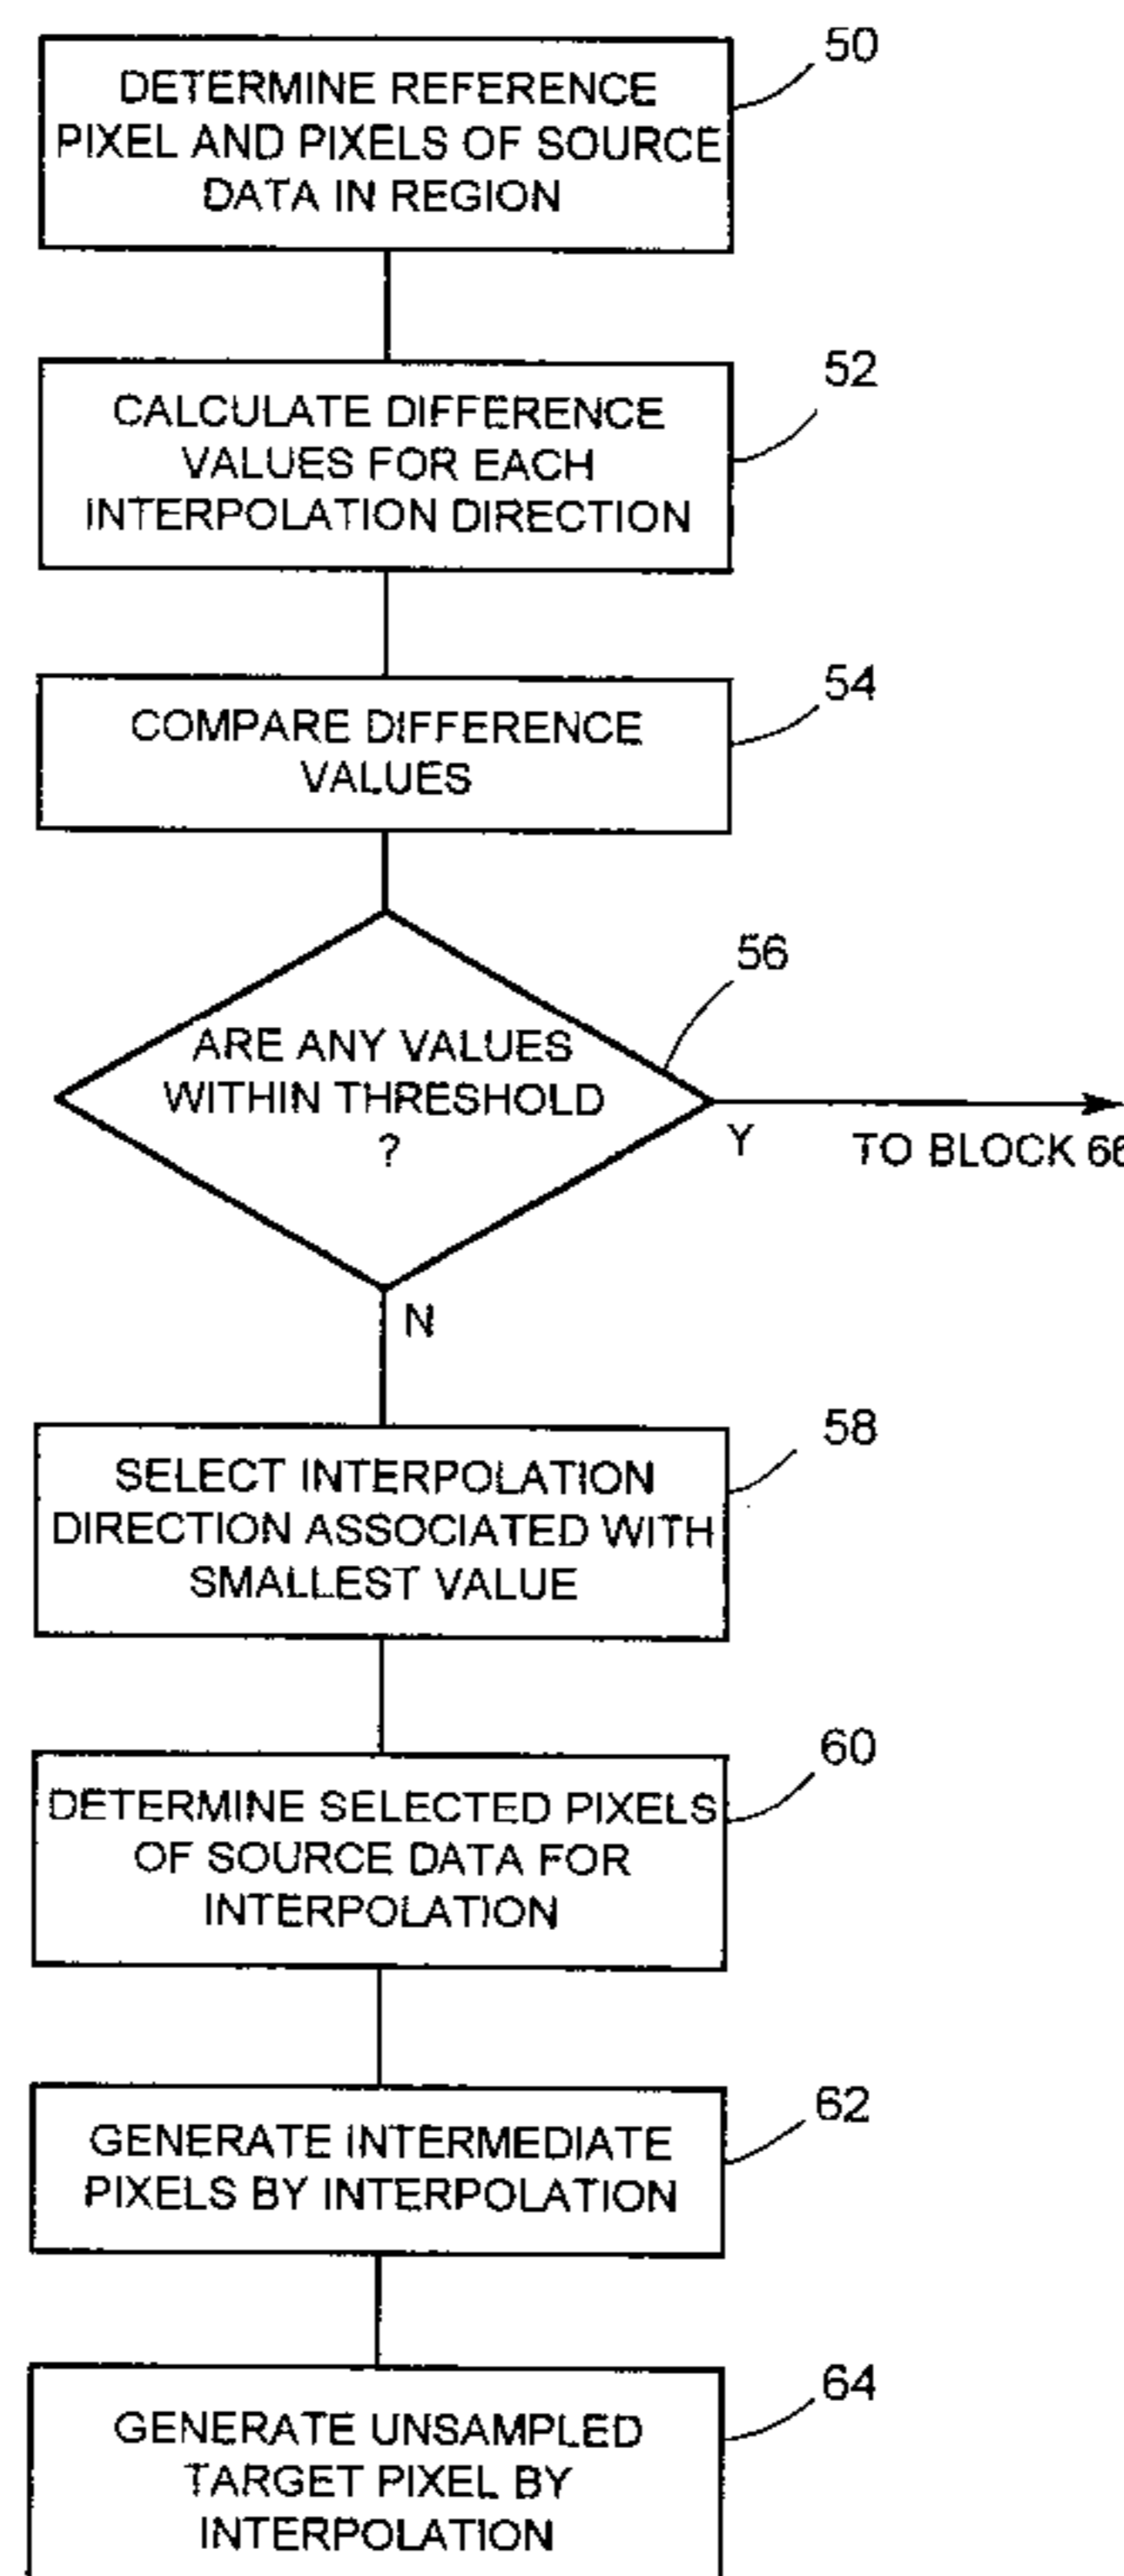 50
DETERMINE REFERENCE
PIXEL AND PIXELS OF SOURCE
DATA IN REGION
52
CALCULATE DIFFERENCE
VALUES FOR EACH
INTERPOLATION DIRECTION
54
COMPARE DIFFERENCE
VALUES
56
ARE ANY VALUES
WITHIN THRESHOLD
?
Y
TO BLOCK 66
N
58
SELECT INTERPOLATION
DIRECTION ASSOCIATED WITH
SMALLEST VALUE
60
DETERMINE SELECTED PIXELS
OF SOURCE DATA FOR
INTERPOLATION
62
GENERATE INTERMEDIATE
PIXELS BY INTERPOLATION
64
GENERATE UNSAMPLED
TARGET PIXEL BY
INTERPOLATION